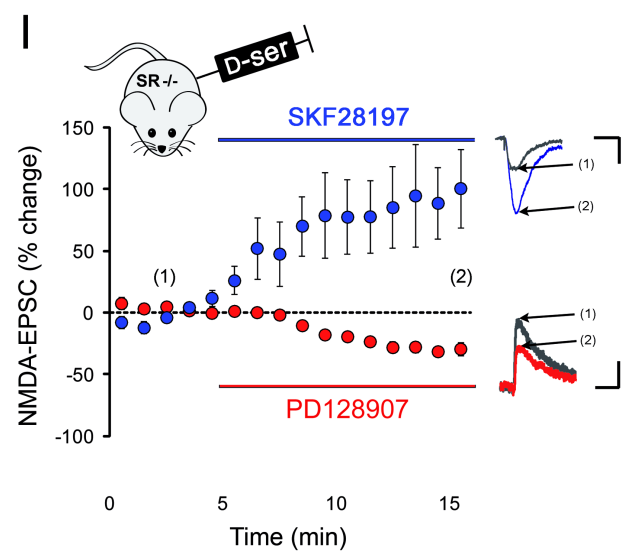 I
SR -/-
D-ser
SKF28197
NMDA-EPSC (% change)
150
100
50
0
-50
-100
(1)
(2)
PD128907
0
5
10
15
Time (min)
(1)
(2)
(1)
(2)